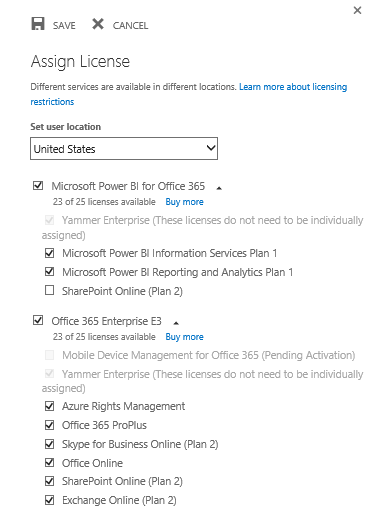 SAVE CANCEL
Assign License
Different services are available in different locations. Learn more about licensing
restrictions
Set user location
United States
Microsoft Power BI for Office 365
23 of 25 licenses available Buy more
Yammer Enterprise (These licenses do not need to be individually
assigned)
Microsoft Power BI Information Services Plan 1
Microsoft Power BI Reporting and Analytics Plan 1
SharePoint Online (Plan 2)
Office 365 Enterprise E3
23 of 25 licenses available Buy more
Mobile Device Management for Office 365 (Pending Activation)
Yammer Enterprise (These licenses do not need to be individually
assigned)
Azure Rights Management
Office 365 ProPlus
Skype for Business Online (Plan 2)
Office Online
SharePoint Online (Plan 2)
Exchange Online (Plan 2)